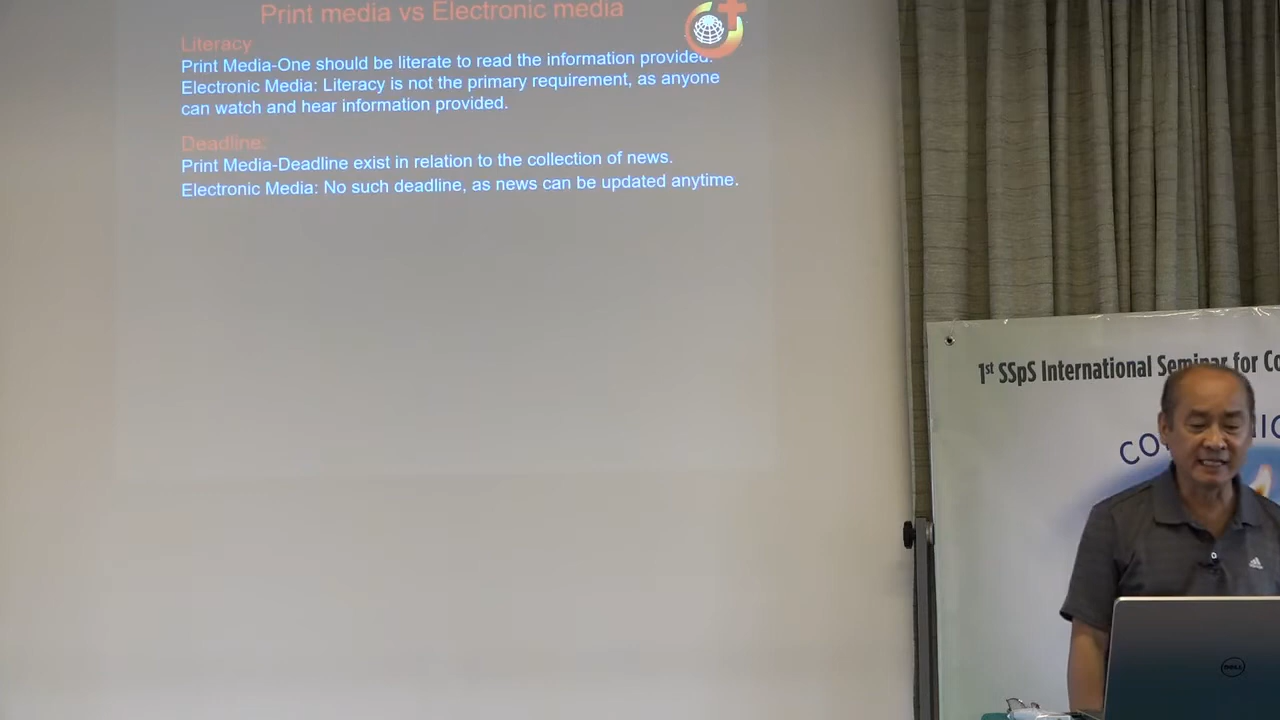 Print media vs Electronic media
Literacy
Print Media-One should be literate to read the information provided.
Electronic Media: Literacy is not the primary requirement, as anyone
can watch and hear information provided.
Deadline:
Print Media-Deadline exist in relation to the collection of news.
Electronic Media: No such deadline, as news can be updated anytime.
1st SSpS International Seminar for Co
DELL